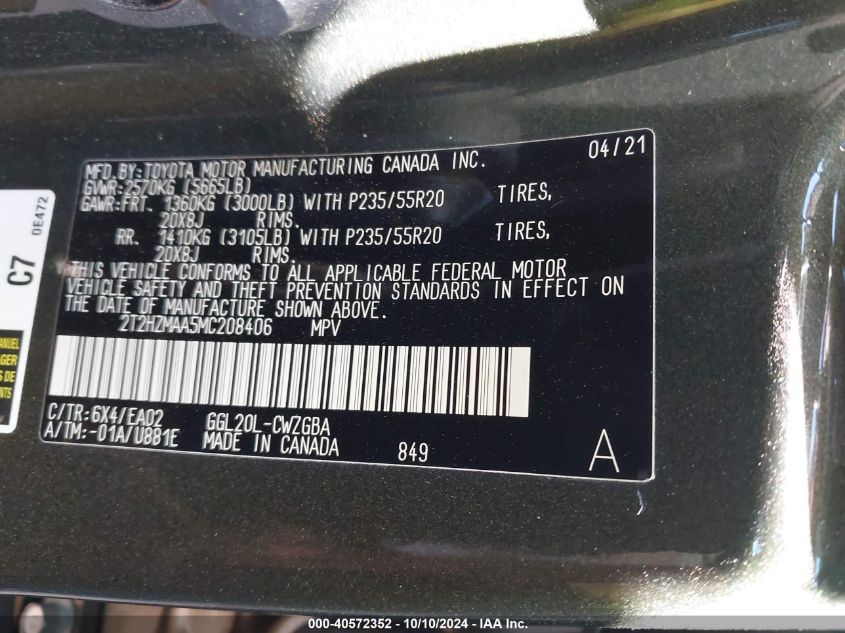 MFD. BY: TOYOTA MOTOR MANUFACTURING CANADA INC. 04/21
GVWR: 2570KG (5665LB)
GAWR: FRT. 1360KG (3000LB) WITH P235/55R20 TIRES,
20X8J RIMS.
RR. 1410KG (3105LB) WITH P235/55R20 TIRES,
20X8J RIMS.
THIS VEHICLE CONFORMS TO ALL APPLICABLE FEDERAL MOTOR
VEHICLE SAFETY AND THEFT PREVENTION STANDARDS IN EFFECT ON
THE DATE OF MANUFACTURE SHOWN ABOVE.
2T2HZMAA5MC208406 MPV
C/TR: 6X4/EA02 GGL20L-CWZGBA
A/TM: -01A/U881E MADE IN CANADA 849 A
C7 0E472
ANUEL
GER
S DE
NTS
000-40572352 - 10/10/2024 - IAA Inc.